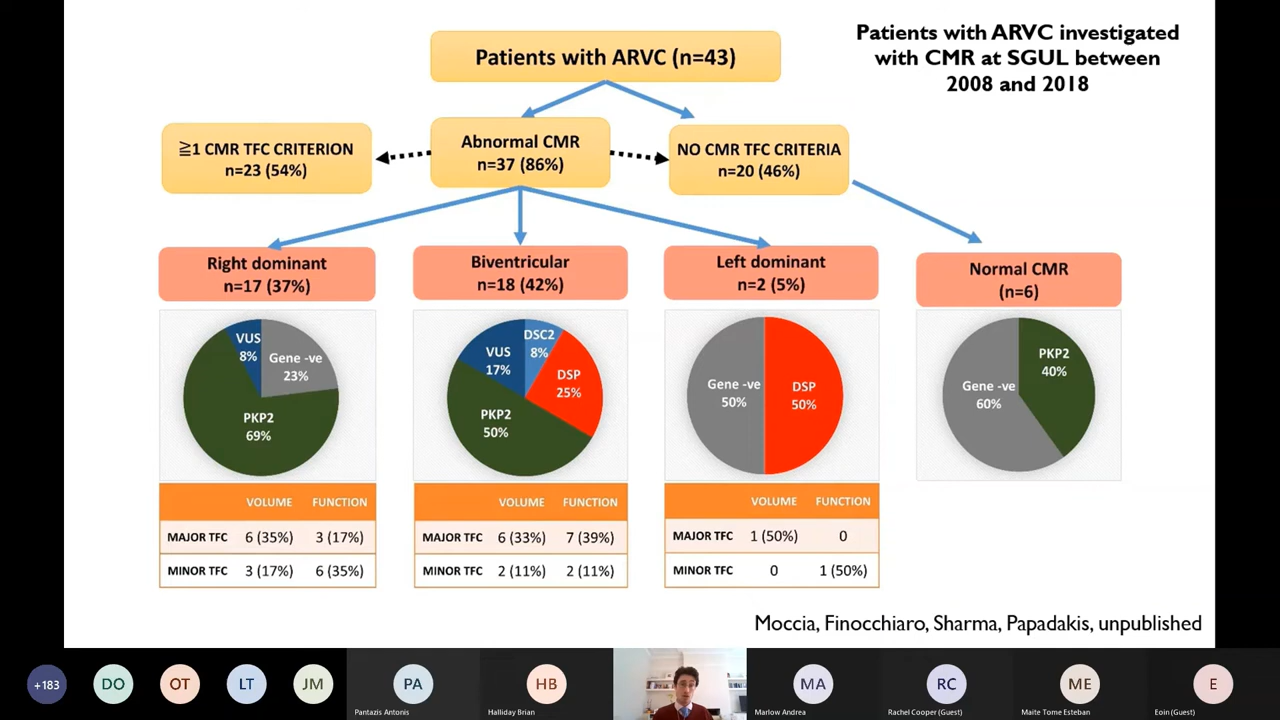 Patients with ARVC investigated
with CMR at SGUL between
2008 and 2018
Patients with ARVC (n=43)
≧1 CMR TFC CRITERION
n=23 (54%)
Abnormal CMR
n=37 (86%)
NO CMR TFC CRITERIA
n=20 (46%)
Right dominant
n=17 (37%)
Biventricular
n=18 (42%)
Left dominant
n=2 (5%)
Normal CMR
(n=6)
VUS
8%
Gene -ve
23%
PKP2
69%
DSC2
8%
VUS
17%
DSP
25%
PKP2
50%
Gene -ve
50%
DSP
50%
PKP2
40%
Gene -ve
60%
VOLUME FUNCTION
MAJOR TFC 6 (35%) 3 (17%)
MINOR TFC 3 (17%) 6 (35%)
VOLUME FUNCTION
MAJOR TFC 6 (33%) 7 (39%)
MINOR TFC 2 (11%) 2 (11%)
VOLUME FUNCTION
MAJOR TFC 1 (50%) 0
MINOR TFC 0 1 (50%)
Moccia, Finocchiaro, Sharma, Papadakis, unpublished
+183
DO
OT
LT
JM
PA
Pantazis Antonis
HB
Halliday Brian
MA
Marlow Andrea
RC
Rachel Cooper (Guest)
ME
Maite Tome Esteban
E
Eoin (Guest)